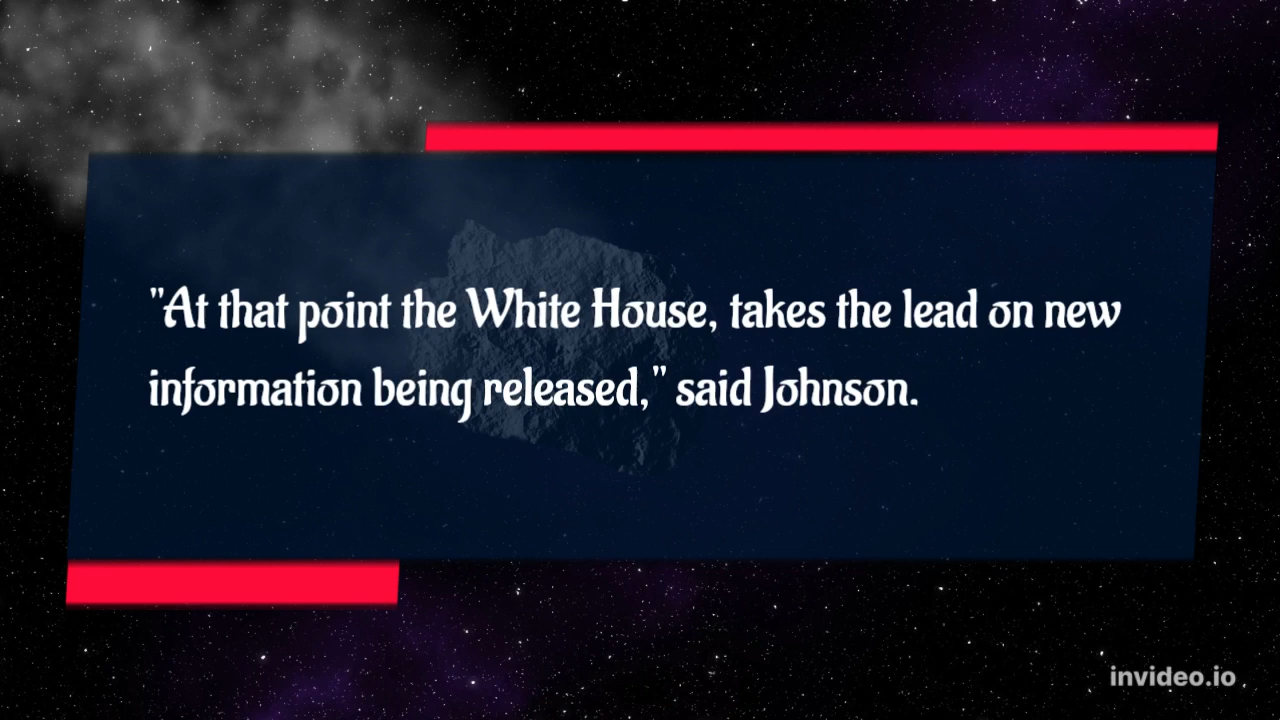 "At that point the White House, takes the lead on new
information being released," said Johnson.
invideo.io